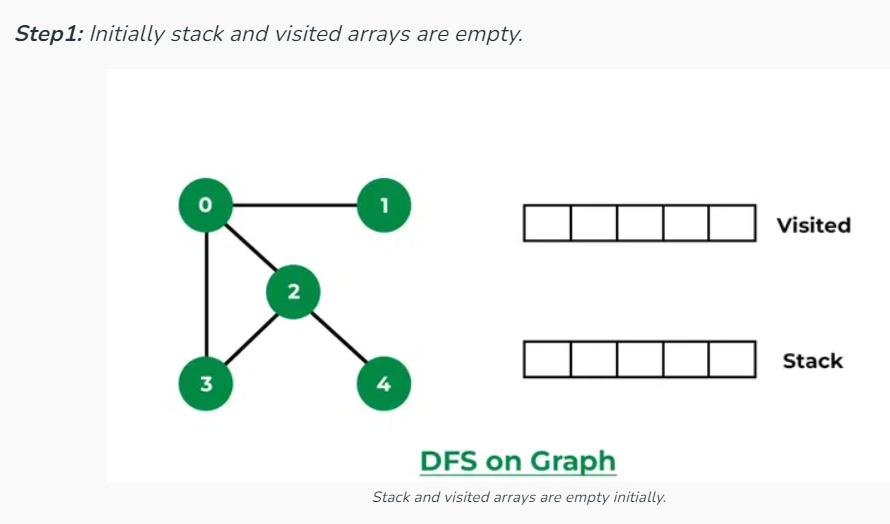 Step1: Initially stack and visited arrays are empty.
0
1
Visited
2
Stack
3
4
DFS on Graph
Stack and visited arrays are empty initially.